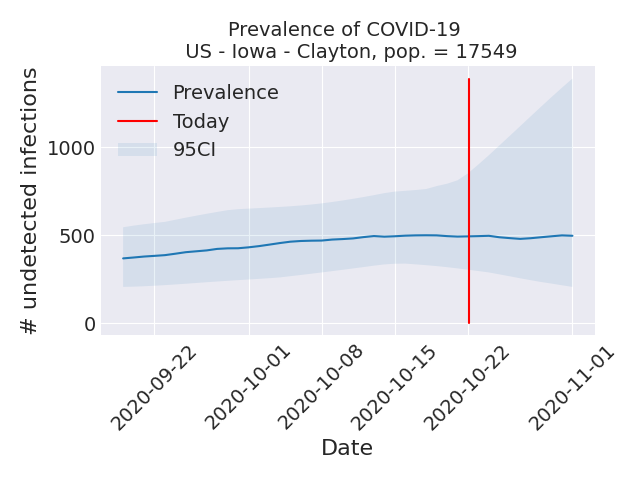 Prevalence of COVID-19
US - Iowa - Clayton, pop. = 17549
# undetected infections
1000
500
0
Prevalence
Today
95CI
2020-09-22
2020-10-01
2020-10-08
2020-10-15
2020-10-22
2020-11-01
Date